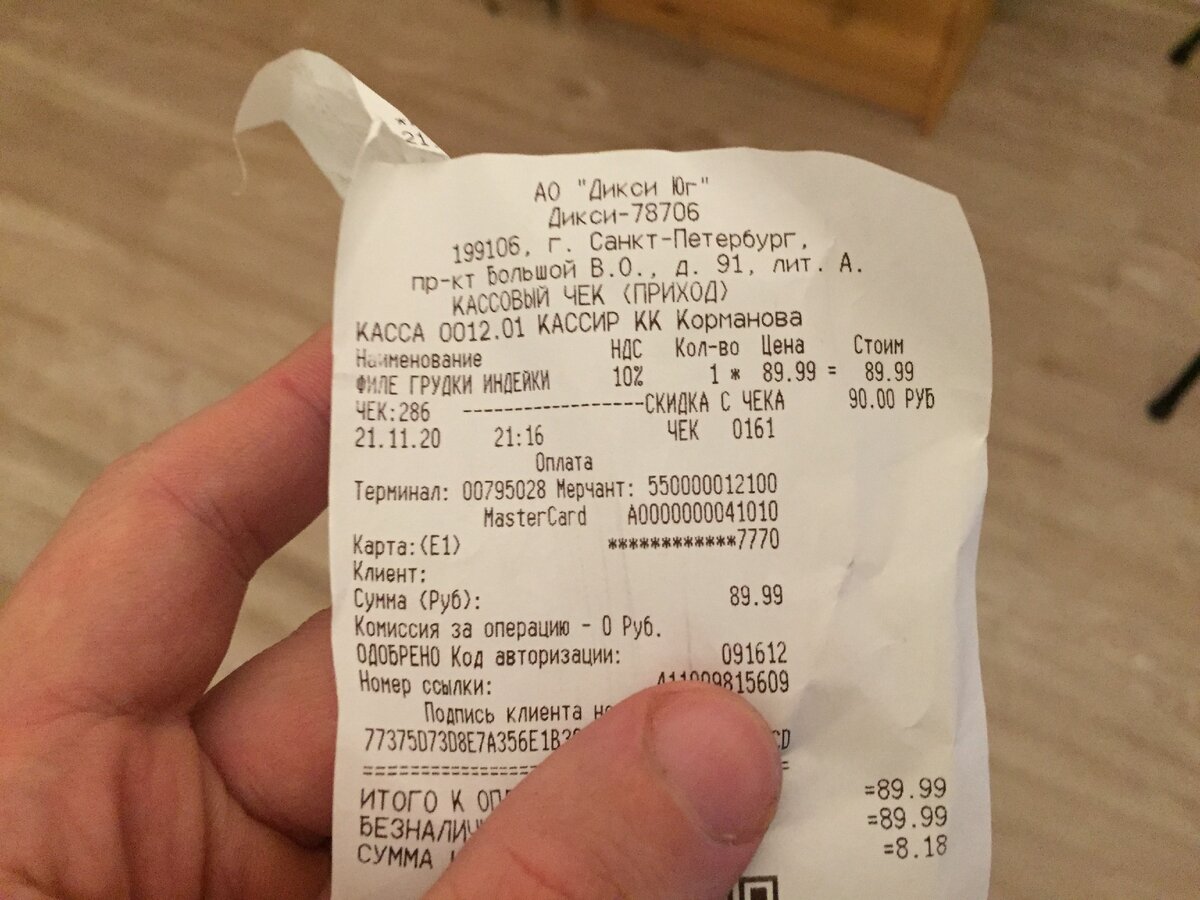 21.
АО "Дикси Юг"
Дикси-78706
199106, г. Санкт-Петербург,
пр-кт Большой В.О., д. 91, лит. А.
КАССОВЫЙ ЧЕК (ПРИХОД)
КАССА 0012.01 КАССИР КК Корманова
Наименование НДС Кол-во Цена Стоим
ФИЛЕ ГРУДКИ ИНДЕЙКИ 10% 1 * 89.99 = 89.99
ЧЕК:286 ------------------СКИДКА С ЧЕКА 90.00 РУБ
21.11.20 21:16 ЧЕК 0161
Оплата
Терминал: 00795028 Мерчант: 550000012100
MasterCard A0000000041010
Карта:(E1) ************7770
Клиент:
Сумма (Руб): 89.99
Комиссия за операцию - 0 Руб.
ОДОБРЕНО Код авторизации: 091612
Номер ссылки:
Подпись клиента
ИТОГО К =89.99
=89.99
СУММА =8.18